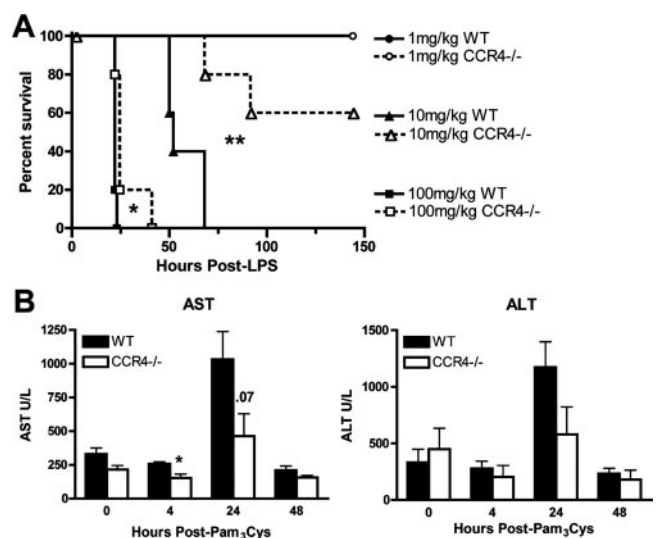 A
Percent survival
100
80
60
40
20
0
0
50
100
150
Hours Post-LPS
**
*
1mg/kg WT
1mg/kg CCR4-/-
10mg/kg WT
10mg/kg CCR4-/-
100mg/kg WT
100mg/kg CCR4-/-
B
AST
WT
CCR4-/-
AST U/L
1250
1000
750
500
250
0
*
.07
0 4 24 48
Hours Post-Pam₃Cys
ALT
WT
CCR4-/-
ALT U/L
1500
1000
500
0
0 4 24 48
Hours Post-Pam₃Cys